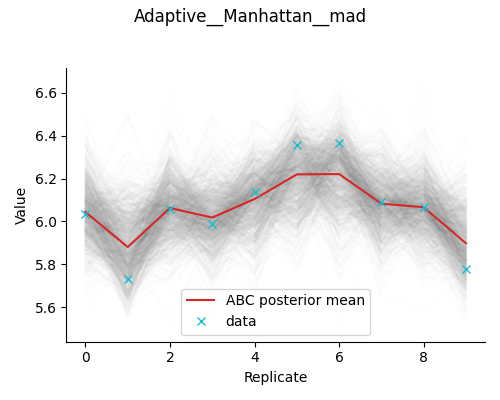 Adaptive__Manhattan__mad
6.6
6.4
6.2
6.0
5.8
5.6
Value
0 2 4 6 8
Replicate
ABC posterior mean
data